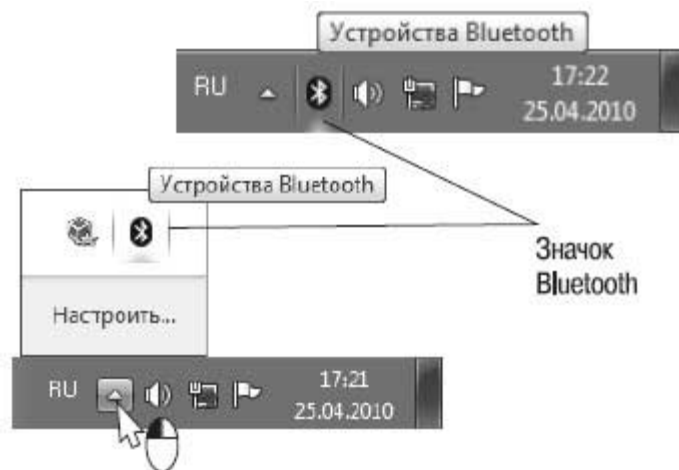 Устройства Bluetooth
RU
17:22
25.04.2010
Устройства Bluetooth
Значок
Bluetooth
Настроить...
RU
17:21
25.04.2010